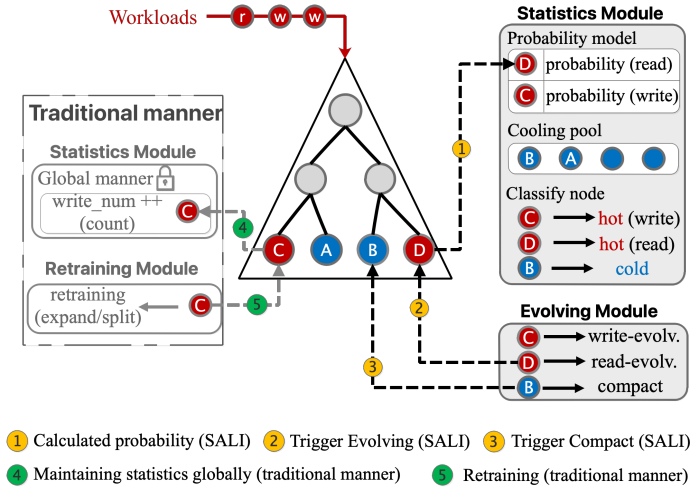 Workloads r w w
Statistics Module
Probability model
D probability (read)
C probability (write)
Cooling pool
B A
Classify node
C hot (write)
D hot (read)
B cold
Evolving Module
C write-evolv.
D read-evolv.
B compact
Traditional manner
Statistics Module
Global manner
write_num ++ C
(count)
Retraining Module
retraining C
(expand/split)
C A B D
1
2
3
4
5
1 Calculated probability (SALI) 2 Trigger Evolving (SALI) 3 Trigger Compact (SALI)
4 Maintaining statistics globally (traditional manner) 5 Retraining (traditional manner)